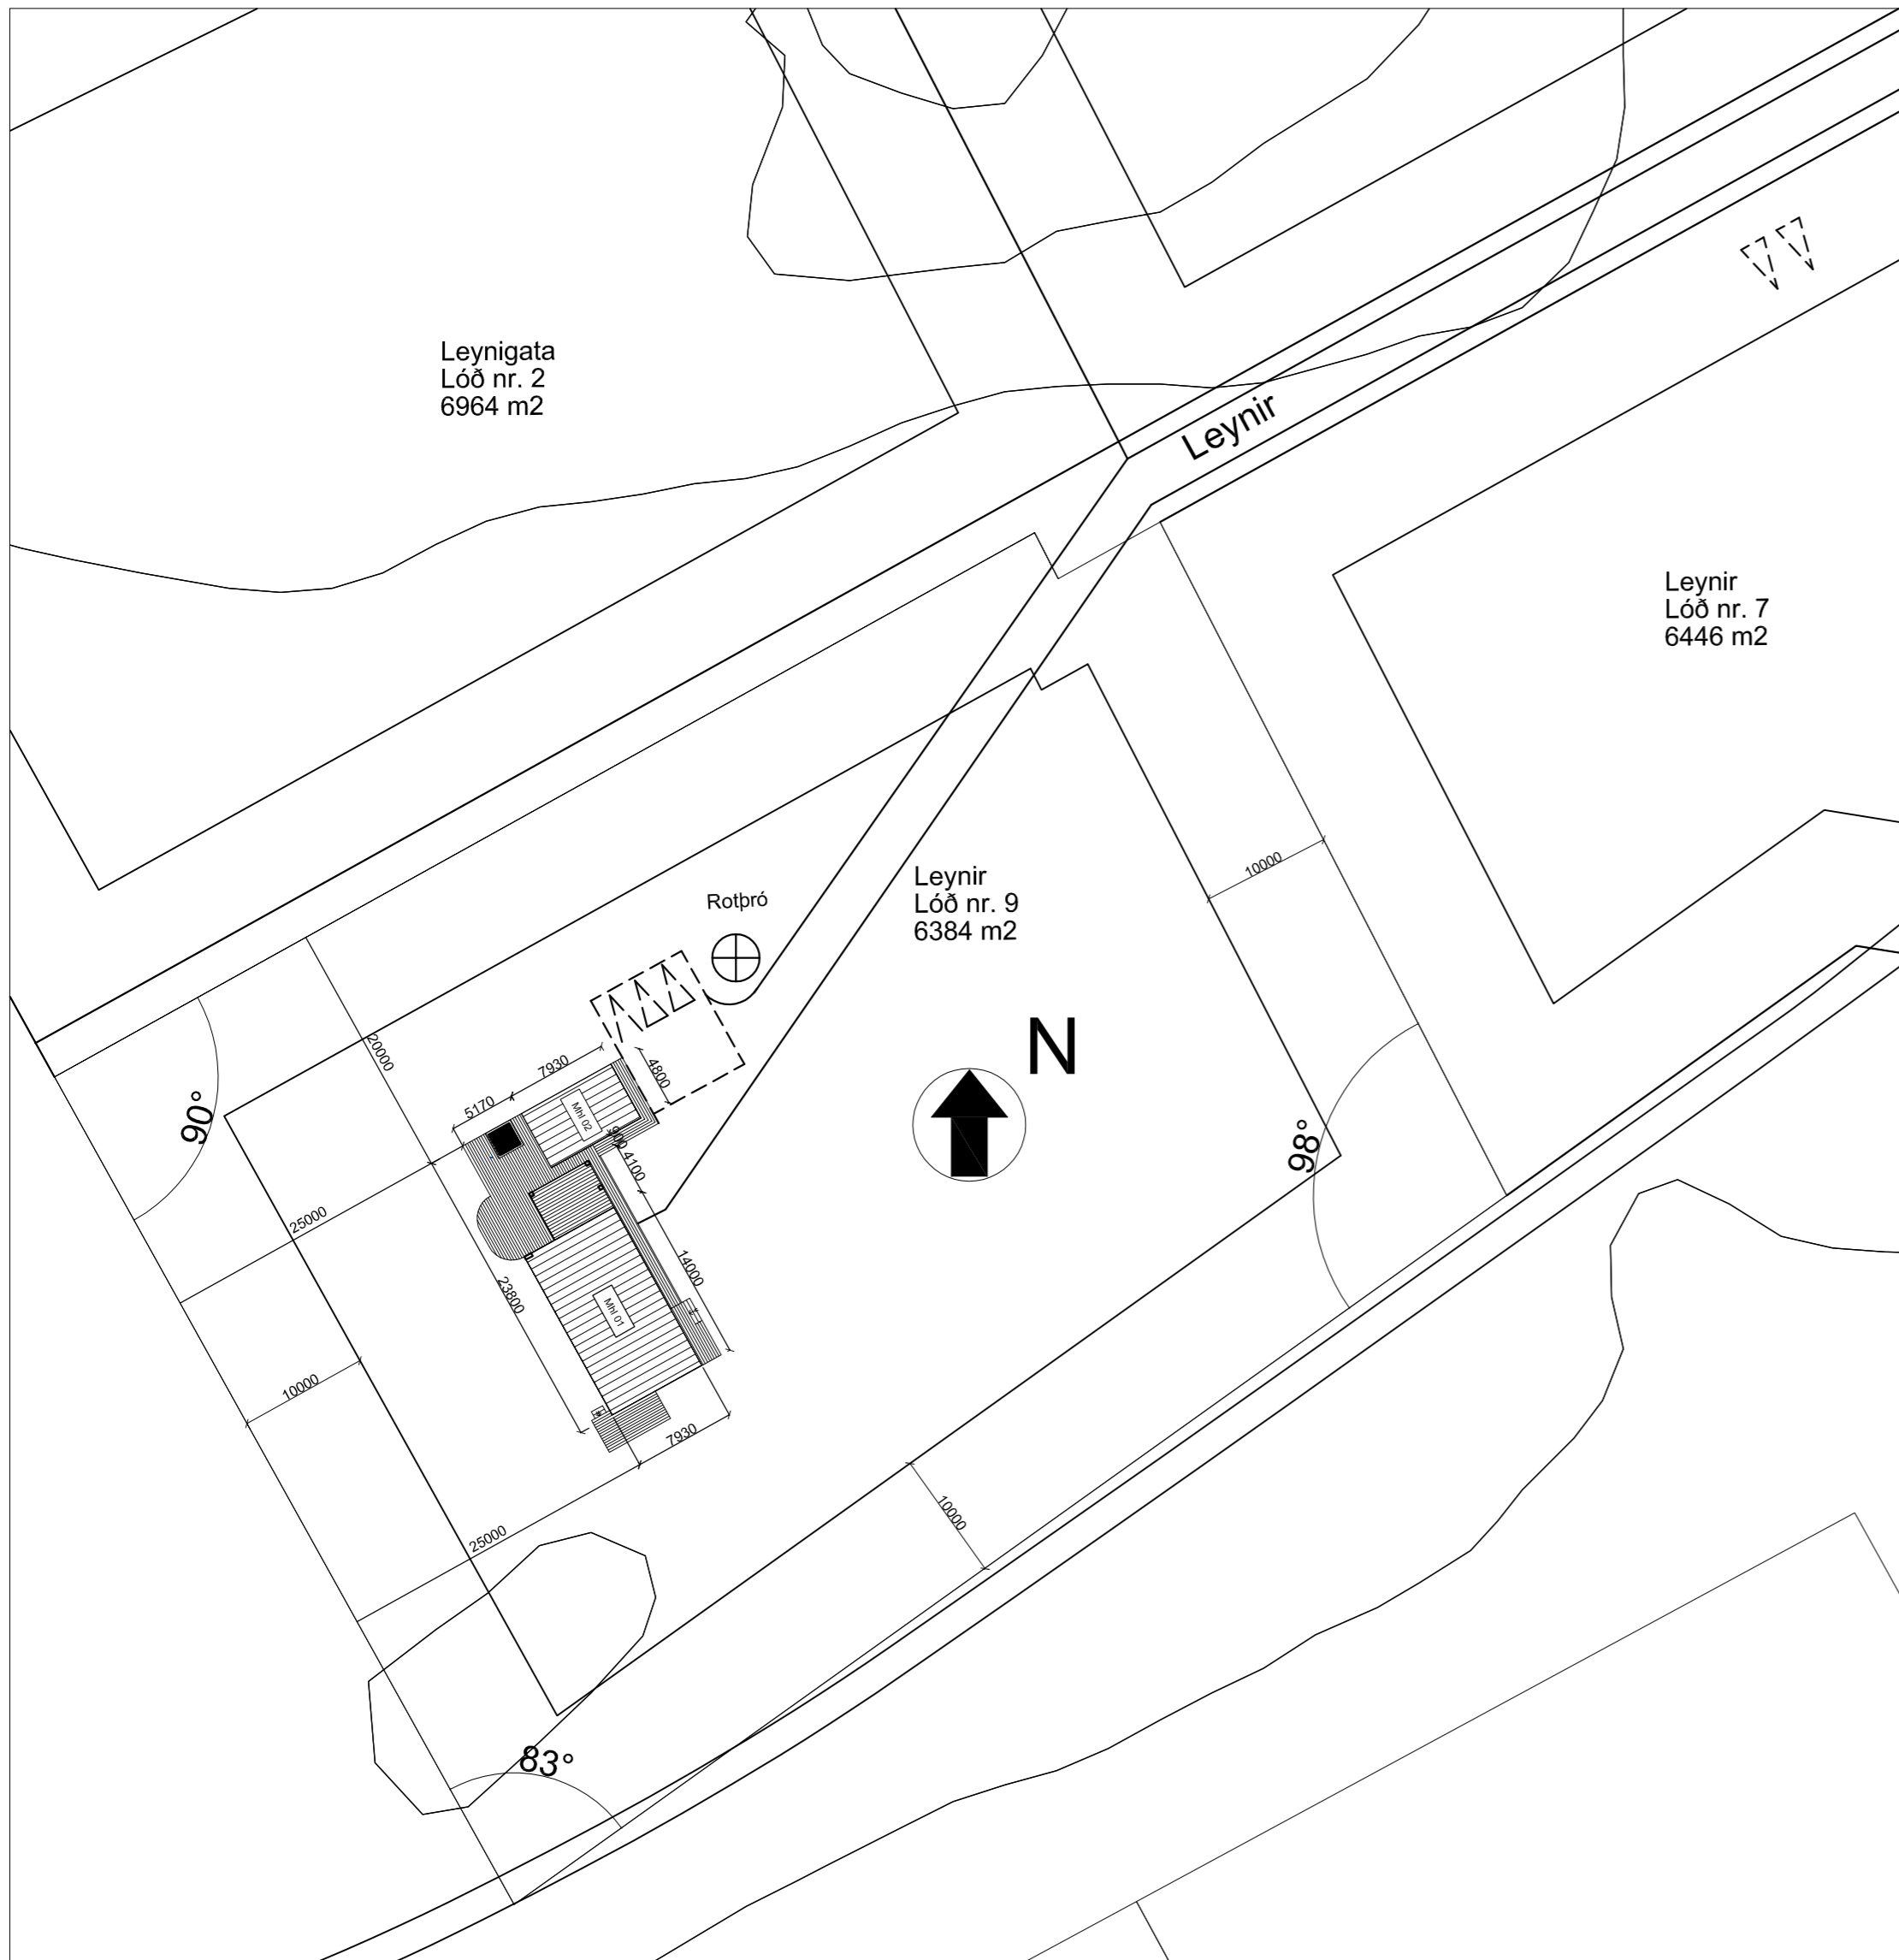 Leynigata
Lóð nr. 2
6964 m2
Leynir
Leynir
Lóð nr. 7
6446 m2
Leynir
Lóð nr. 9
6384 m2
10000
Rotþró
N
20000
7930
4800
5170
Mhl 02
90°
98°
900
4100
25000
14000
23800
Mhl 01
10000
7930
25000
10000
83°